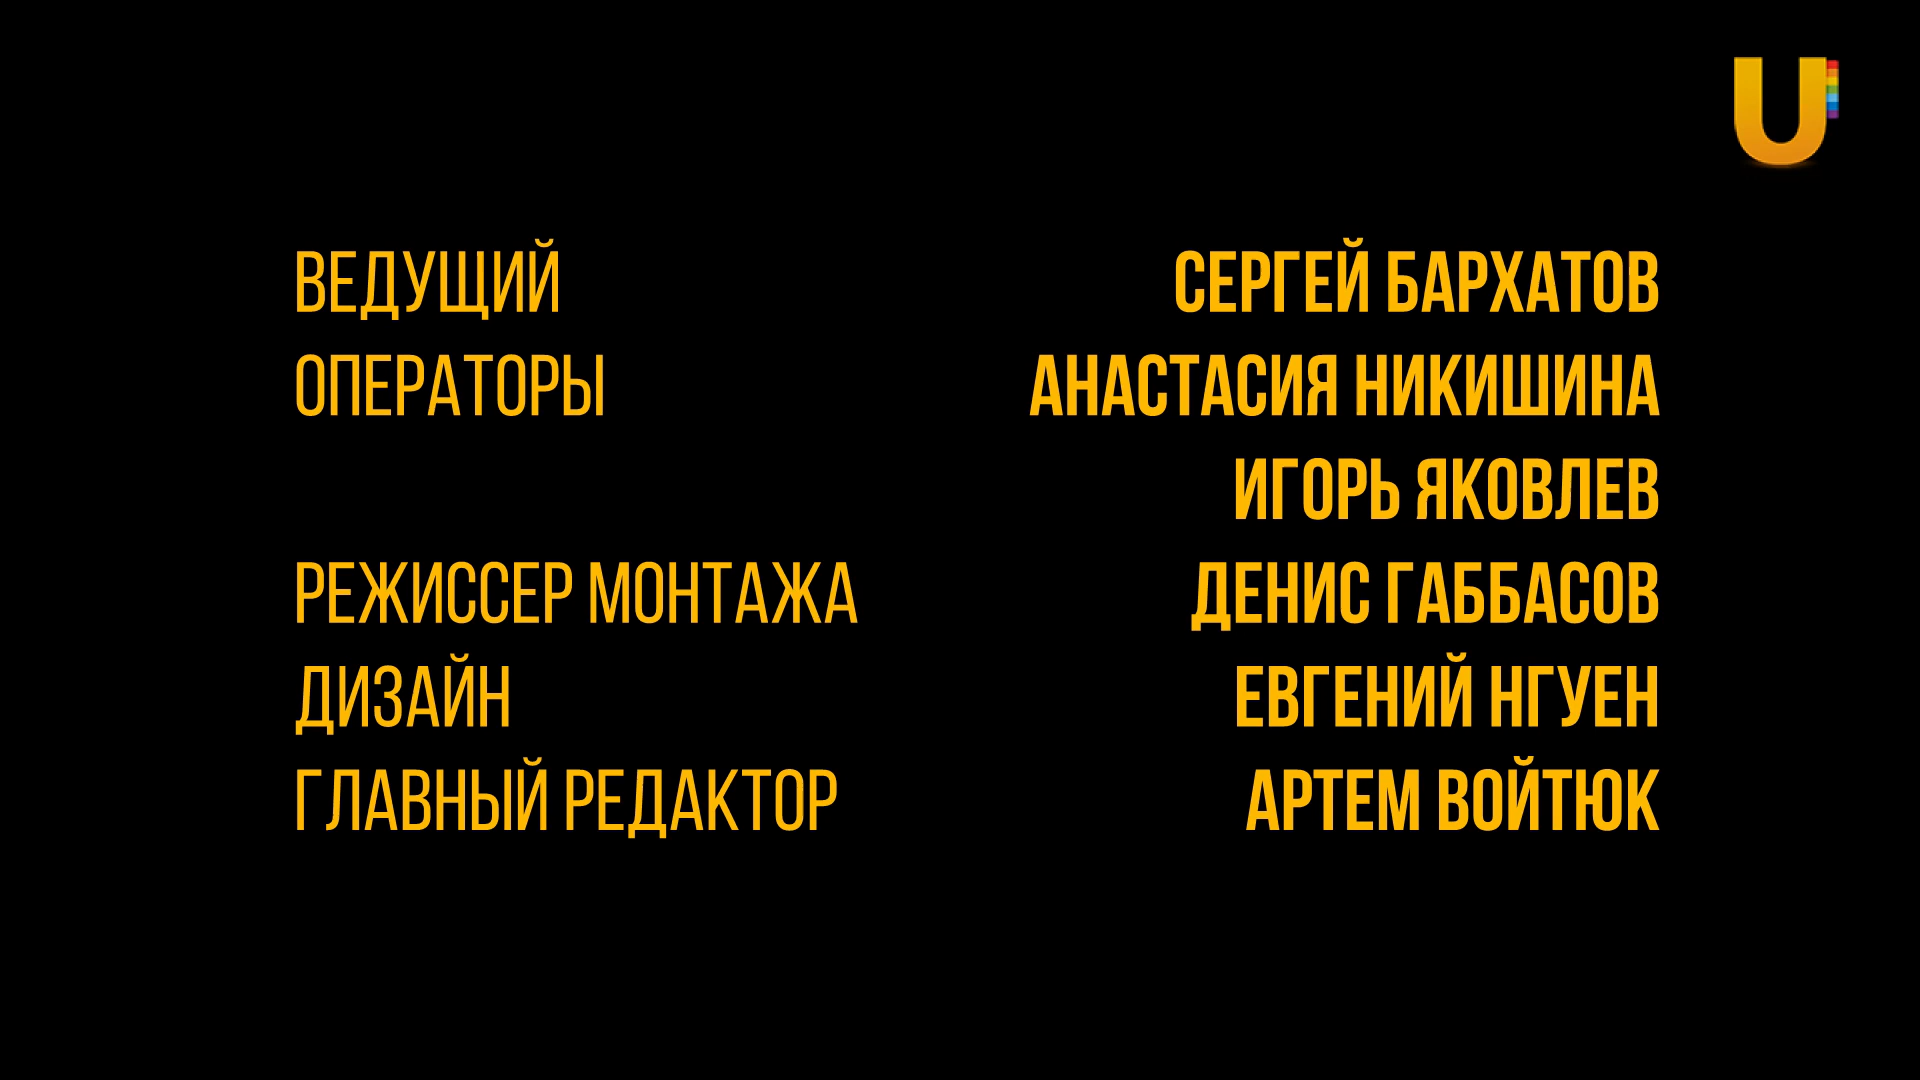 U
ВЕДУЩИЙ СЕРГЕЙ БАРХАТОВ
ОПЕРАТОРЫ АНАСТАСИЯ НИКИШИНА
ИГОРЬ ЯКОВЛЕВ
РЕЖИССЕР МОНТАЖА ДЕНИС ГАББАСОВ
ДИЗАЙН ЕВГЕНИЙ НГУЕН
ГЛАВНЫЙ РЕДАКТОР АРТЕМ ВОЙТЮК